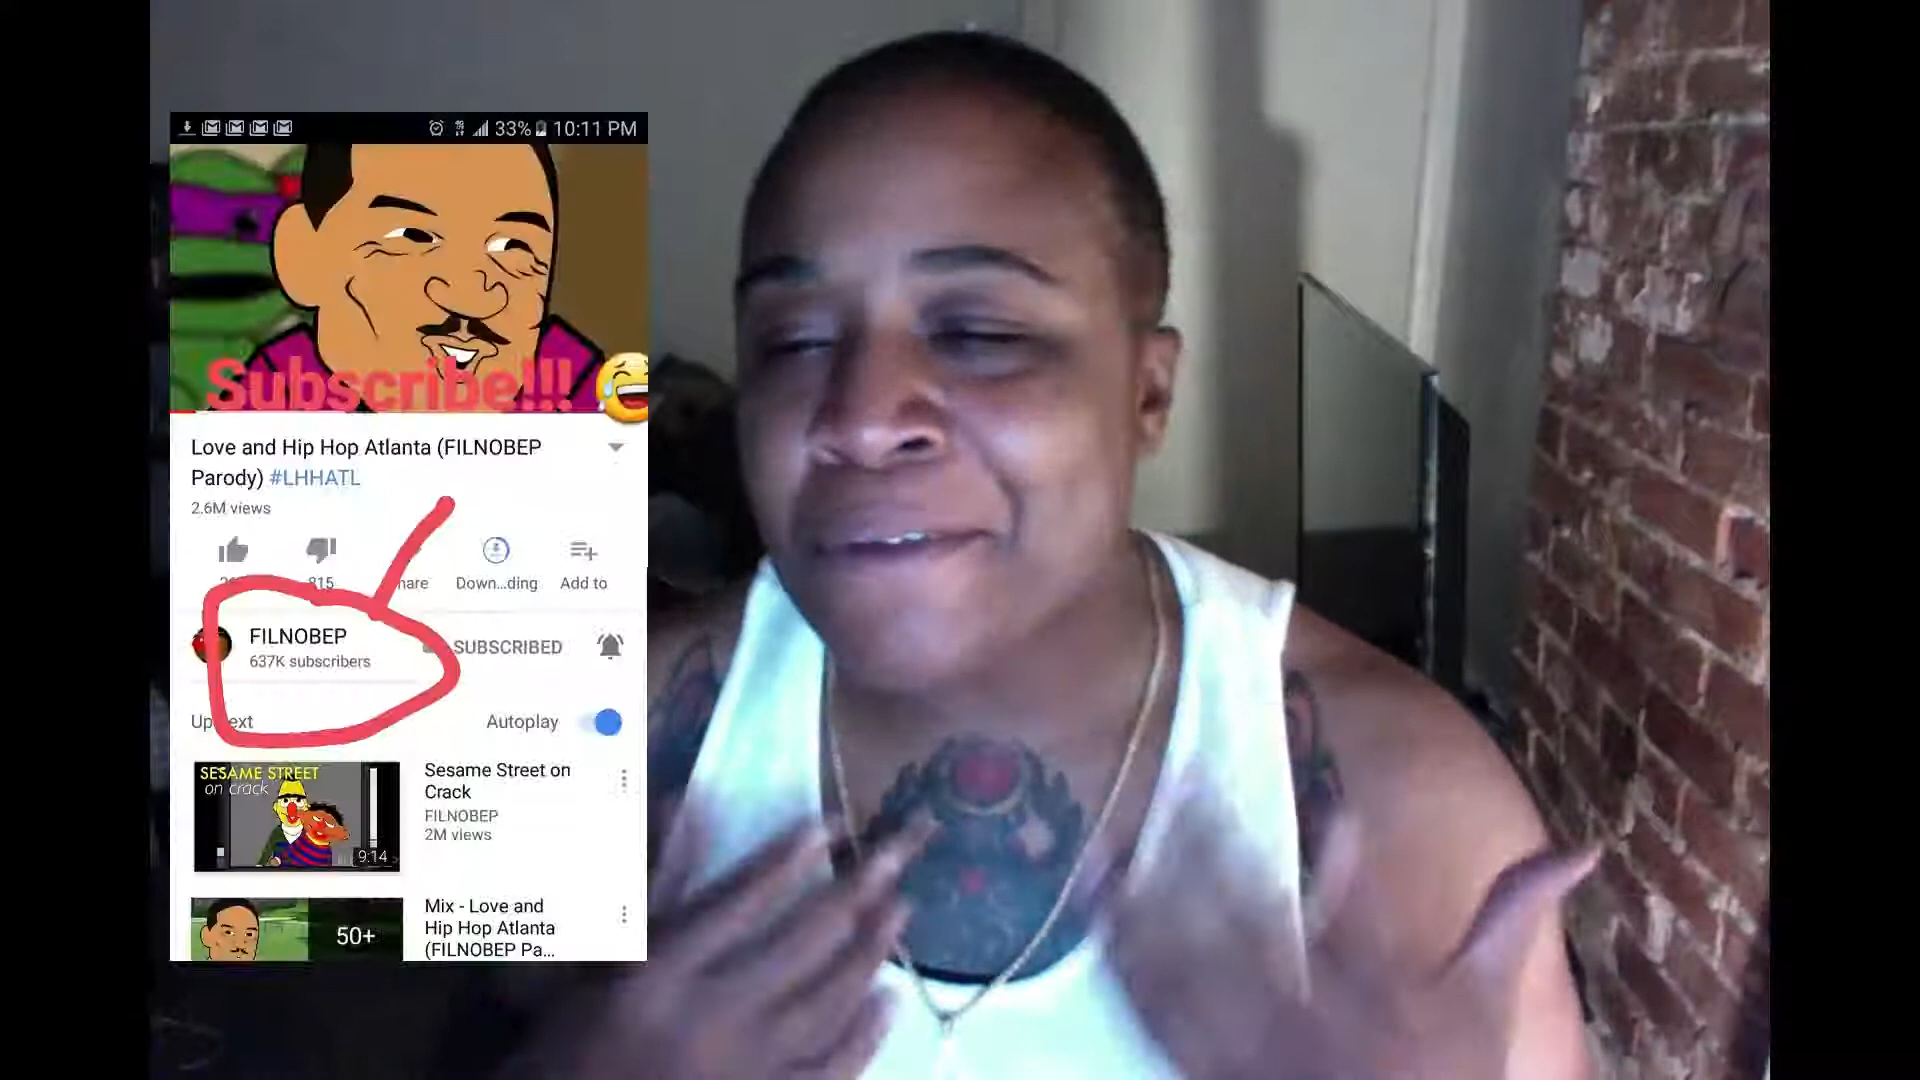 33% 10:11 PM
Subscribe!!!
Love and Hip Hop Atlanta (FILNOBEP
Parody) #LHHATL
2.6M views
815
Down...ding
Add to
FILNOBEP
637K subscribers
SUBSCRIBED
Autoplay
SESAME STREET
on crack
9:14
Sesame Street on
Crack
FILNOBEP
2M views
50+
Mix - Love and
Hip Hop Atlanta
(FILNOBEP Pa...